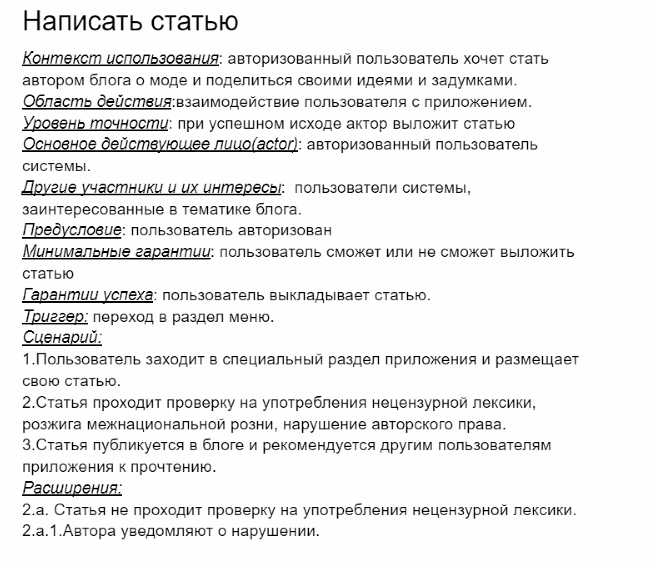 Написать статью
Контекст использования: авторизованный пользователь хочет стать
автором блога о моде и поделиться своими идеями и задумками.
Область действия:взаимодействие пользователя с приложением.
Уровень точности: при успешном исходе актор выложит статью
Основное действующее лицо(actor): авторизованный пользователь
системы.
Другие участники и их интересы:  пользователи системы,
заинтересованные в тематике блога.
Предусловие: пользователь авторизован
Минимальные гарантии: пользователь сможет или не сможет выложить
статью
Гарантии успеха: пользователь выкладывает статью.
Триггер: переход в раздел меню.
Сценарий:
1.Пользователь заходит в специальный раздел приложения и размещает
свою статью.
2.Статья проходит проверку на употребления нецензурной лексики,
розжига межнациональной розни, нарушение авторского права.
3.Статья публикуется в блоге и рекомендуется другим пользователям
приложения к прочтению.
Расширения:
2.а. Статья не проходит проверку на употребления нецензурной лексики.
2.а.1.Автора уведомляют о нарушении.